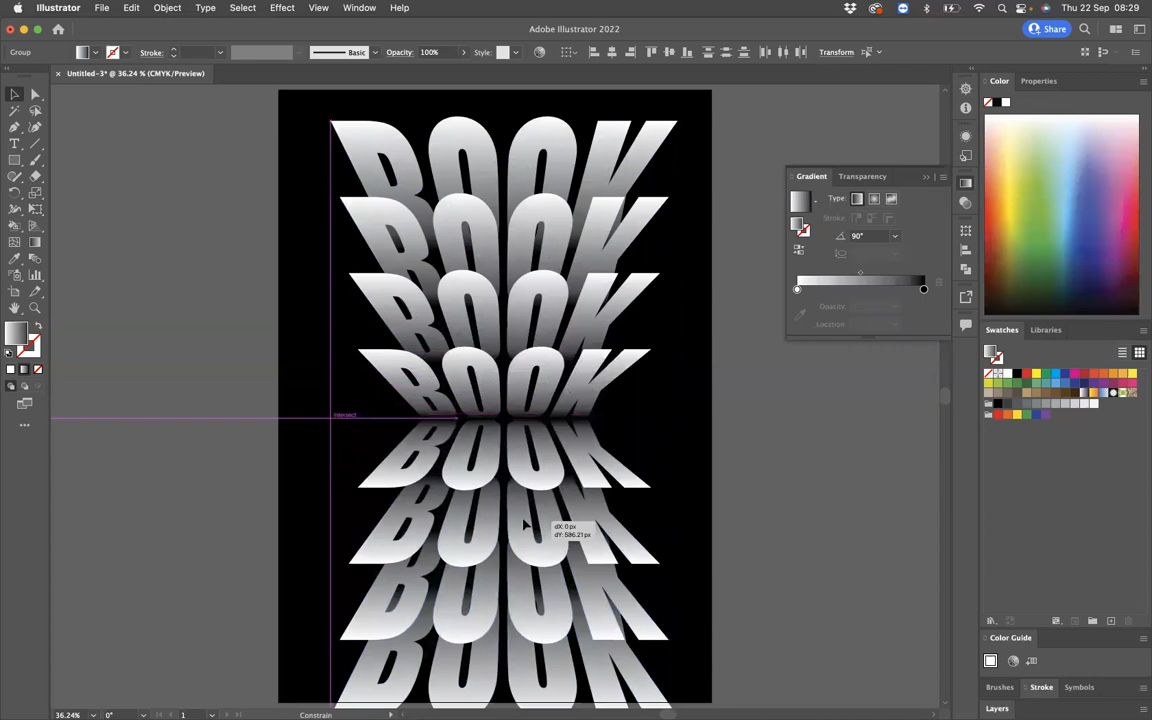 Illustrator File Edit Object Type Select Effect View Window Help
Thu 22 Sep 08:29
Adobe Illustrator 2022
Share
Group
Stroke:
Basic
Opacity: 100%
Style:
Transform
Untitled-3* @ 36.24 % (CMYK/Preview)
Color Properties
BOOK
BOOK
BOOK
BOOK
BOOK
BOOK
BOOK
BOOK
Intersect
dX: 0 px
dY: 586.21 px
Gradient Transparency
Type:
Stroke:
90°
Opacity:
Location:
Swatches Libraries
Color Guide
Brushes Stroke Symbols
Layers
36.24% 0° 1 Constrain